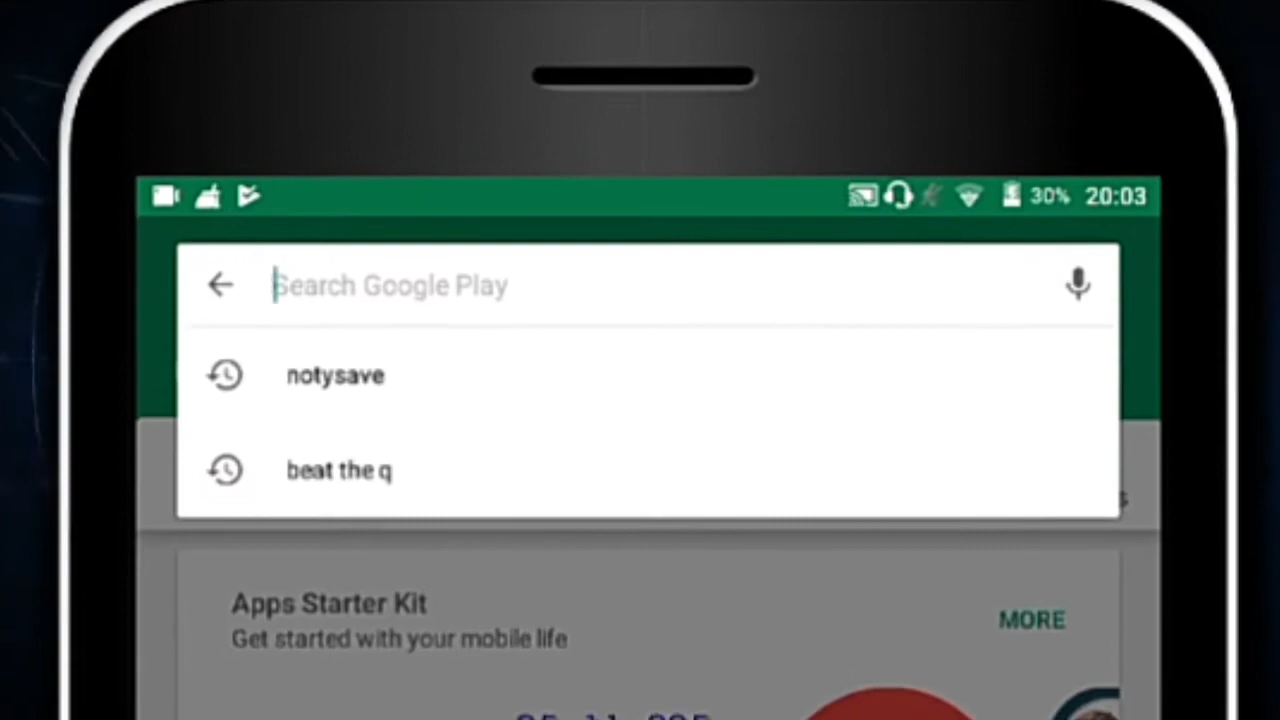 30% 20:03
Search Google Play
notysave
beat the q
Apps Starter Kit
MORE
Get started with your mobile life